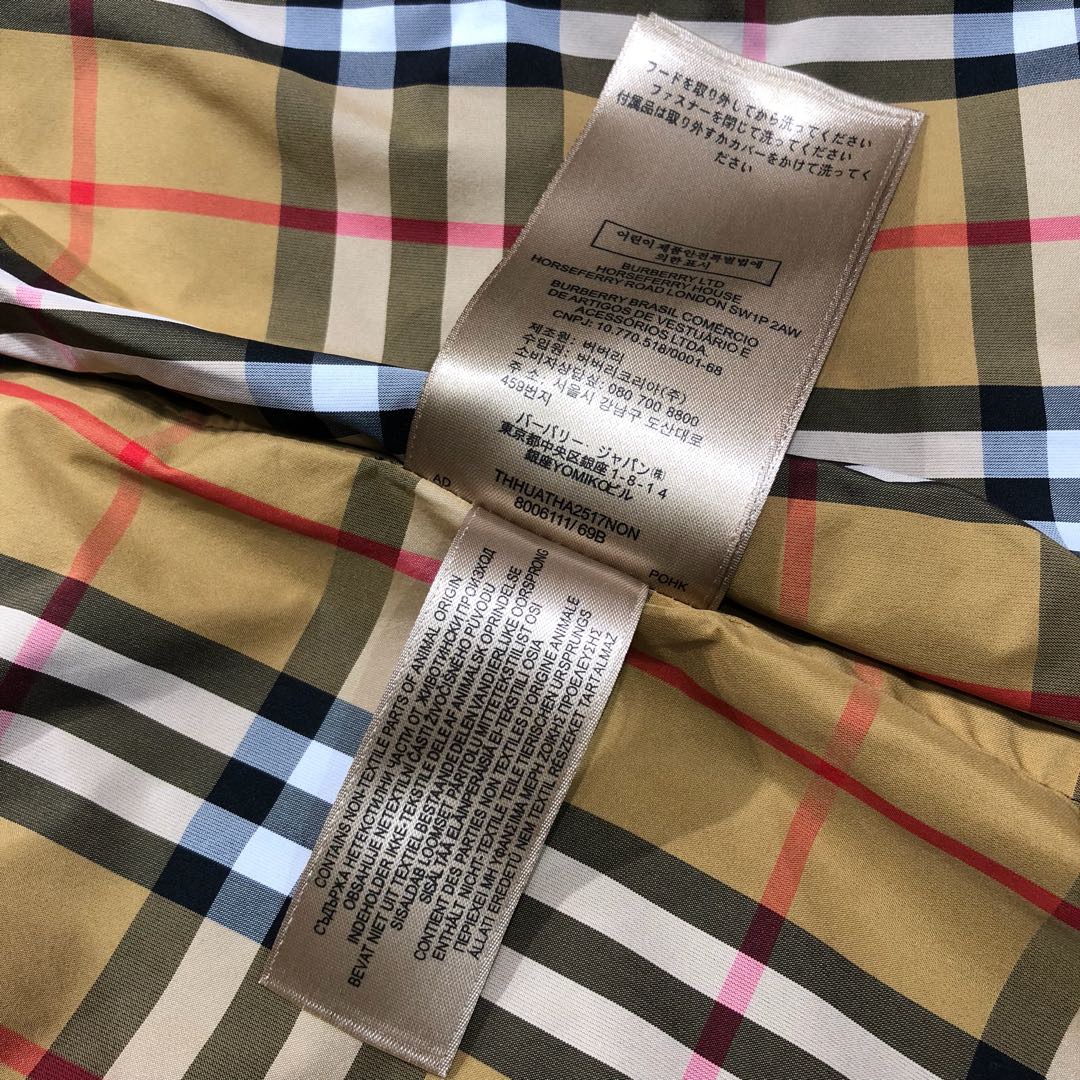 フードを取り外してから洗ってください
ファスナーを閉じて洗ってください
付属品は取り外すかカバーをかけて洗ってく
ださい
어린이제품안전특별법에
의한 표시
BURBERRY LTD
HORSEFERRY HOUSE
HORSEFERRY ROAD LONDON SW1P 2AW
BURBERRY BRASIL COMÉRCIO
DE ARTIGOS DE VESTUÁRIO E
ACESSORIOS LTDA.
CNPJ: 10.770.516/0001-68
제조원: 버버리
수입원: 버버리코리아(주)
소비자상담실: 080 700 8800
주 소: 서울시 강남구 도산대로
459번지
バーバリー・ジャパン㈱
東京都中央区銀座1-8-14
銀座YOMIKOビル
THHUATHA2517NON
8006111/ 69B
AD
POHK
CONTAINS NON-TEXTILE PARTS OF ANIMAL ORIGIN
СЪДЪРЖА НЕТЕКСТИЛНИ ЧАСТИ ОТ ЖИВОТИНСКИ ПРОИЗХОД
OBSAHUJE NETEXTILNÍ ČÁSTI ŽIVOČIŠNÉHO PŮVODU
INDEHOLDER IKKE-TEKSTILE DELE AF ANIMALSK OPRINDELSE
BEVAT NIET UIT TEXTIEL BESTAANDE DELEN VAN DIERLIJKE OORSPRONG
SISALDAB LOOMSET PÄRITOLU MITTETEKSTIILIST OSI
SISÄLTÄÄ ELÄINPERÄISIÄ EI-TEKSTIILI OSIA
CONTIENT DES PARTIES NON TEXTILES D'ORIGINE ANIMALE
ENTHÄLT NICHT-TEXTILE TEILE TIERISCHEN URSPRUNGS
ΠΕΡΙΕΧΕΙ ΜΗ ΥΦΑΝΣΙΜΑ ΜΕΡΗ ΖΩΙΚΗΣ ΠΡΟΕΛΕΥΣΗΣ
ÁLLATI EREDETŰ NEM TEXTIL RÉSZEKET TARTALMAZ